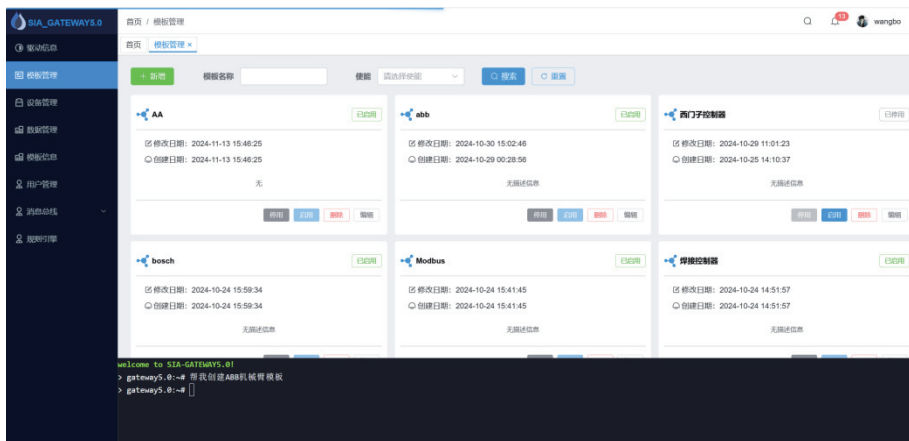 SIA_GATEWAY5.0
首页 / 模板管理
13
wangbo
驱动信息
模板管理
设备管理
数据管理
模板信息
用户管理
消息总线
规则引擎
首页 模板管理 ×
+ 新增 模板名称 使能 请选择使能 搜索 重置
AA 已启用
修改日期: 2024-11-13 15:46:25
创建日期: 2024-11-13 15:46:25
无
停用 启用 删除 编辑
abb 已启用
修改日期: 2024-10-30 15:02:46
创建日期: 2024-10-29 00:28:56
无描述信息
停用 启用 删除 编辑
西门子控制器 已停用
修改日期: 2024-10-29 11:01:23
创建日期: 2024-10-25 14:10:37
无描述信息
停用 启用 删除 编辑
bosch 已启用
修改日期: 2024-10-24 15:59:34
创建日期: 2024-10-24 15:59:34
无描述信息
Modbus 已启用
修改日期: 2024-10-24 15:41:45
创建日期: 2024-10-24 15:41:45
无描述信息
焊接控制器 已启用
修改日期: 2024-10-24 14:51:57
创建日期: 2024-10-24 14:51:57
无描述信息
welcome to SIA-GATEWAY5.0!
> gateway5.0:~# 帮我创建ABB机械臂模板
> gateway5.0:~#